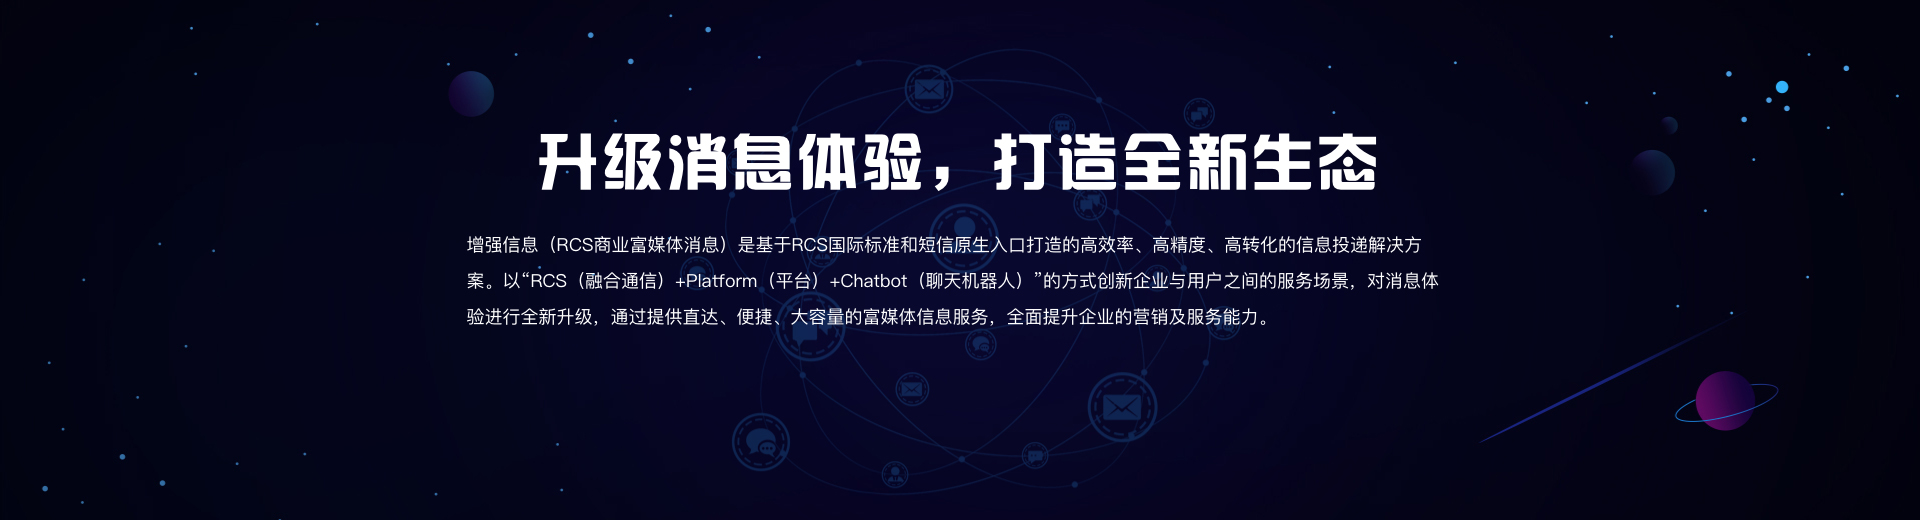 升级消息体验，打造全新生态
增强信息（RCS商业富媒体消息）是基于RCS国际标准和短信原生入口打造的高效率、高精度、高转化的信息投递解决方
案。以“RCS（融合通信）+Platform（平台）+Chatbot（聊天机器人）”的方式创新企业与用户之间的服务场景，对消息体
验进行全新升级，通过提供直达、便捷、大容量的富媒体信息服务，全面提升企业的营销及服务能力。